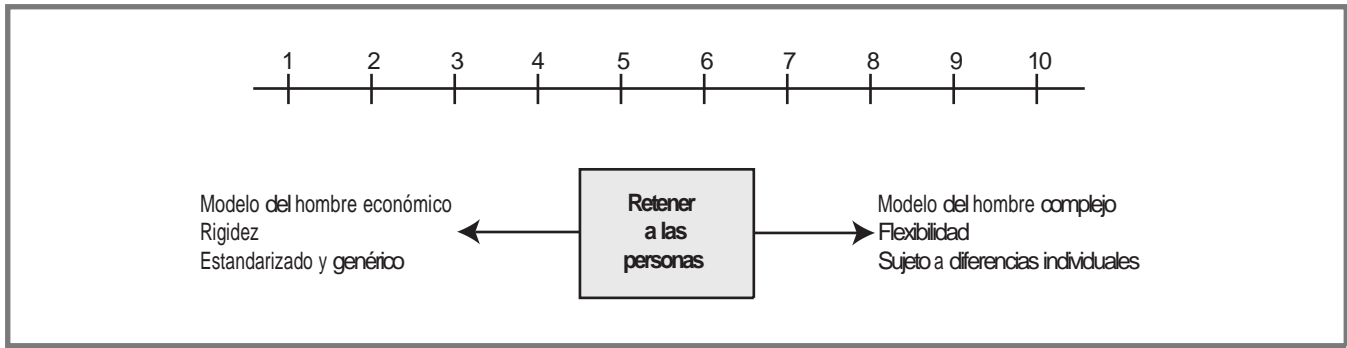 1 2 3 4 5 6 7 8 9 10
Modelo del hombre económico
Rigidez
Estandarizado y genérico
Retener
a las
personas
Modelo del hombre complejo
Flexibilidad
Sujeto a diferencias individuales